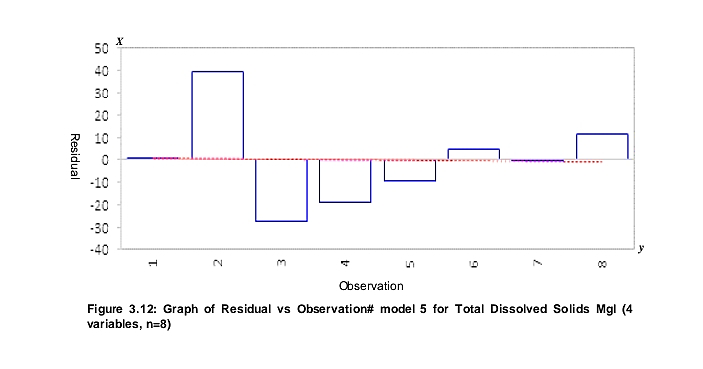 X
50
40
30
20
10
0
-10
-20
-30
-40
Residual
1 2 3 4 5 6 7 8
y
Observation
Figure 3.12: Graph of Residual vs Observation# model 5 for Total Dissolved Solids Mgl (4
variables, n=8)